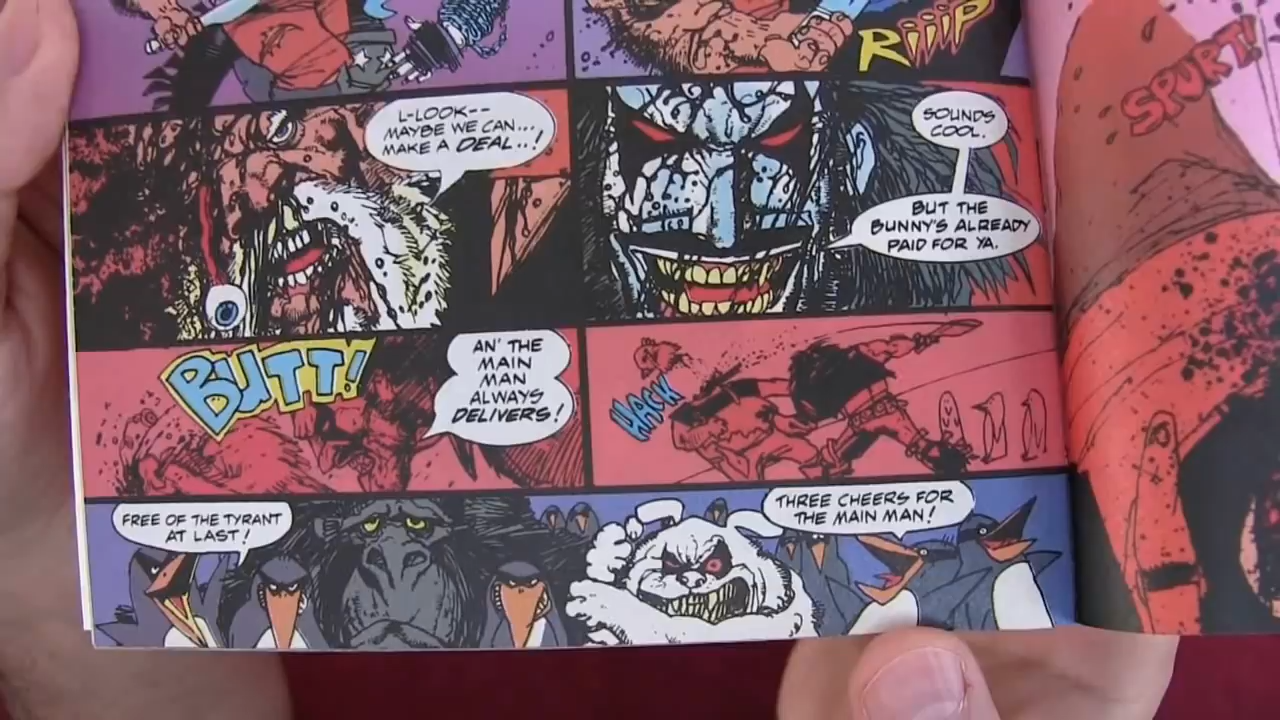 RIIIP
SPURT!
L-LOOK--
MAYBE WE CAN...
MAKE A DEAL..!
SOUNDS
COOL.
BUT THE
BUNNY'S ALREADY
PAID FOR YA.
BUTT!
AN' THE
MAIN
MAN
ALWAYS
DELIVERS!
HACK
FREE OF THE TYRANT
AT LAST!
THREE CHEERS FOR
THE MAIN MAN!